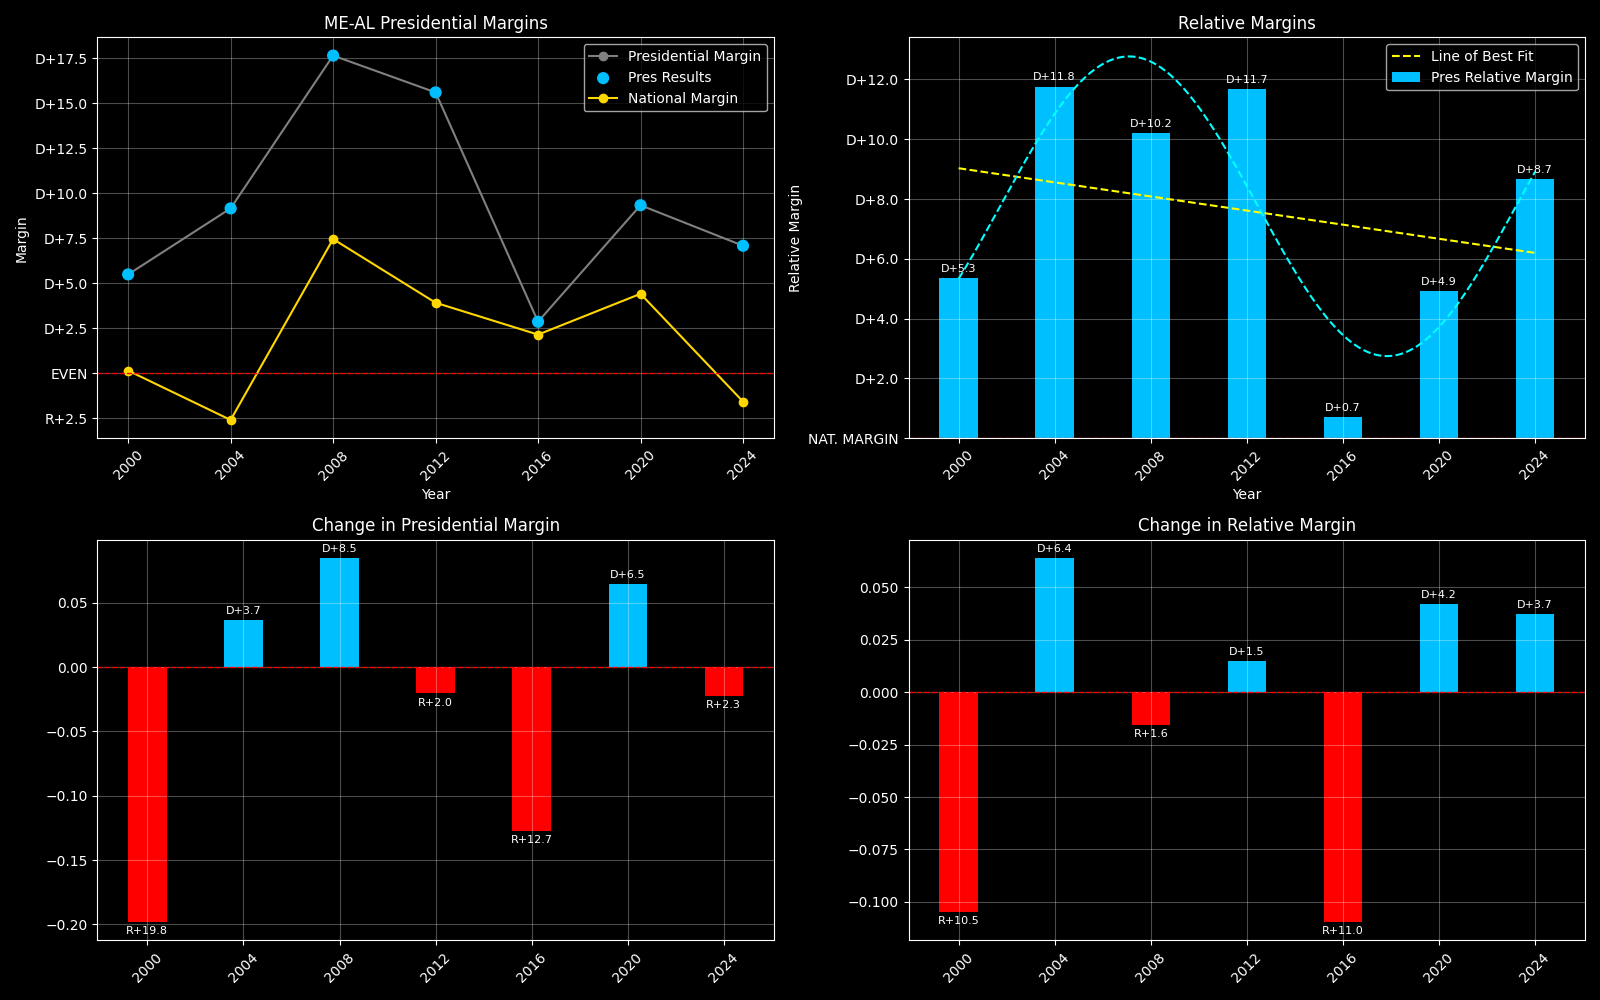 ME-AL Presidential Margins
Margin
D+17.5
D+15.0
D+12.5
D+10.0
D+7.5
D+5.0
D+2.5
EVEN
R+2.5
Presidential Margin
Pres Results
National Margin
2000 2004 2008 2012 2016 2020 2024
Year
Relative Margins
Relative Margin
D+12.0
D+10.0
D+8.0
D+6.0
D+4.0
D+2.0
NAT. MARGIN
Line of Best Fit
Pres Relative Margin
D+5.3 D+11.8 D+10.2 D+11.7 D+0.7 D+4.9 D+8.7
2000 2004 2008 2012 2016 2020 2024
Year
Change in Presidential Margin
0.05
0.00
−0.05
−0.10
−0.15
−0.20
R+19.8 D+3.7 D+8.5 R+2.0 R+12.7 D+6.5 R+2.3
2000 2004 2008 2012 2016 2020 2024
Change in Relative Margin
0.050
0.025
0.000
−0.025
−0.050
−0.075
−0.100
R+10.5 D+6.4 R+1.6 D+1.5 R+11.0 D+4.2 D+3.7
2000 2004 2008 2012 2016 2020 2024